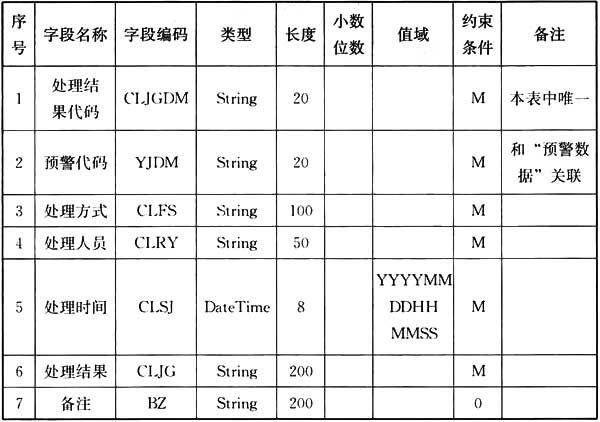 序号 字段名称 字段编码 类型 长度 小数位数 值域 约束条件 备注
1 处理结果代码 CLJGDM String 20 M 本表中唯一
2 预警代码 YJDM String 20 M 和“预警数据”关联
3 处理方式 CLFS String 100 M
4 处理人员 CLRY String 50 M
5 处理时间 CLSJ DateTime 8 YYYYMMDDHHMMSS M
6 处理结果 CLJG String 200 M
7 备注 BZ String 200 0